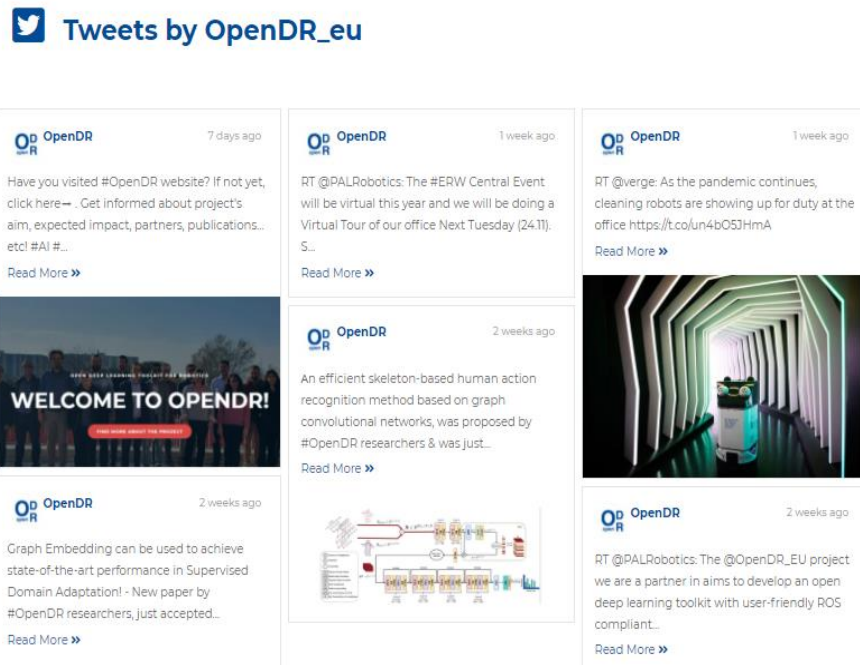 Tweets by OpenDR_eu
OpenDR
7 days ago
Have you visited #OpenDR website? If not yet,
click here→ . Get informed about project's
aim, expected impact, partners, publications...
etc! #AI #...
Read More »
OPEN DEEP LEARNING TOOLKIT FOR ROBOTICS
WELCOME TO OPENDR!
FIND MORE ABOUT THE PROJECT
OpenDR
2 weeks ago
Graph Embedding can be used to achieve
state-of-the-art performance in Supervised
Domain Adaptation! - New paper by
#OpenDR researchers, just accepted...
Read More »
OpenDR
1 week ago
RT @PALRobotics: The #ERW Central Event
will be virtual this year and we will be doing a
Virtual Tour of our office Next Tuesday (24.11).
S...
Read More »
OpenDR
2 weeks ago
An efficient skeleton-based human action
recognition method based on graph
convolutional networks, was proposed by
#OpenDR researchers & was just...
Read More »
OpenDR
1 week ago
RT @verge: As the pandemic continues,
cleaning robots are showing up for duty at the
office https://t.co/un4bO5JHmA
Read More »
OpenDR
2 weeks ago
RT @PALRobotics: The @OpenDR_EU project
we are a partner in aims to develop an open
deep learning toolkit with user-friendly ROS
compliant...
Read More »